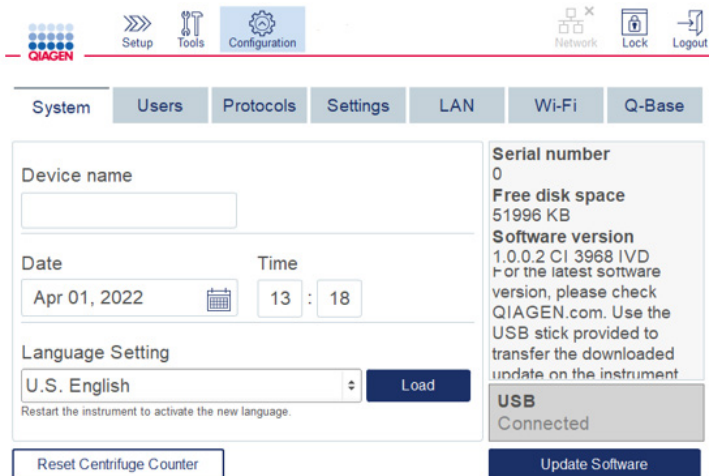 QIAGEN
Setup
Tools
Configuration
Network
Lock
Logout
System
Users
Protocols
Settings
LAN
Wi-Fi
Q-Base
Device name
Date
Time
Apr 01, 2022
13 : 18
Language Setting
U.S. English
Load
Restart the instrument to activate the new language.
Reset Centrifuge Counter
Serial number
0
Free disk space
51996 KB
Software version
1.0.0.2 CI 3968 IVD
For the latest software
version, please check
QIAGEN.com. Use the
USB stick provided to
transfer the downloaded
update on the instrument
USB
Connected
Update Software